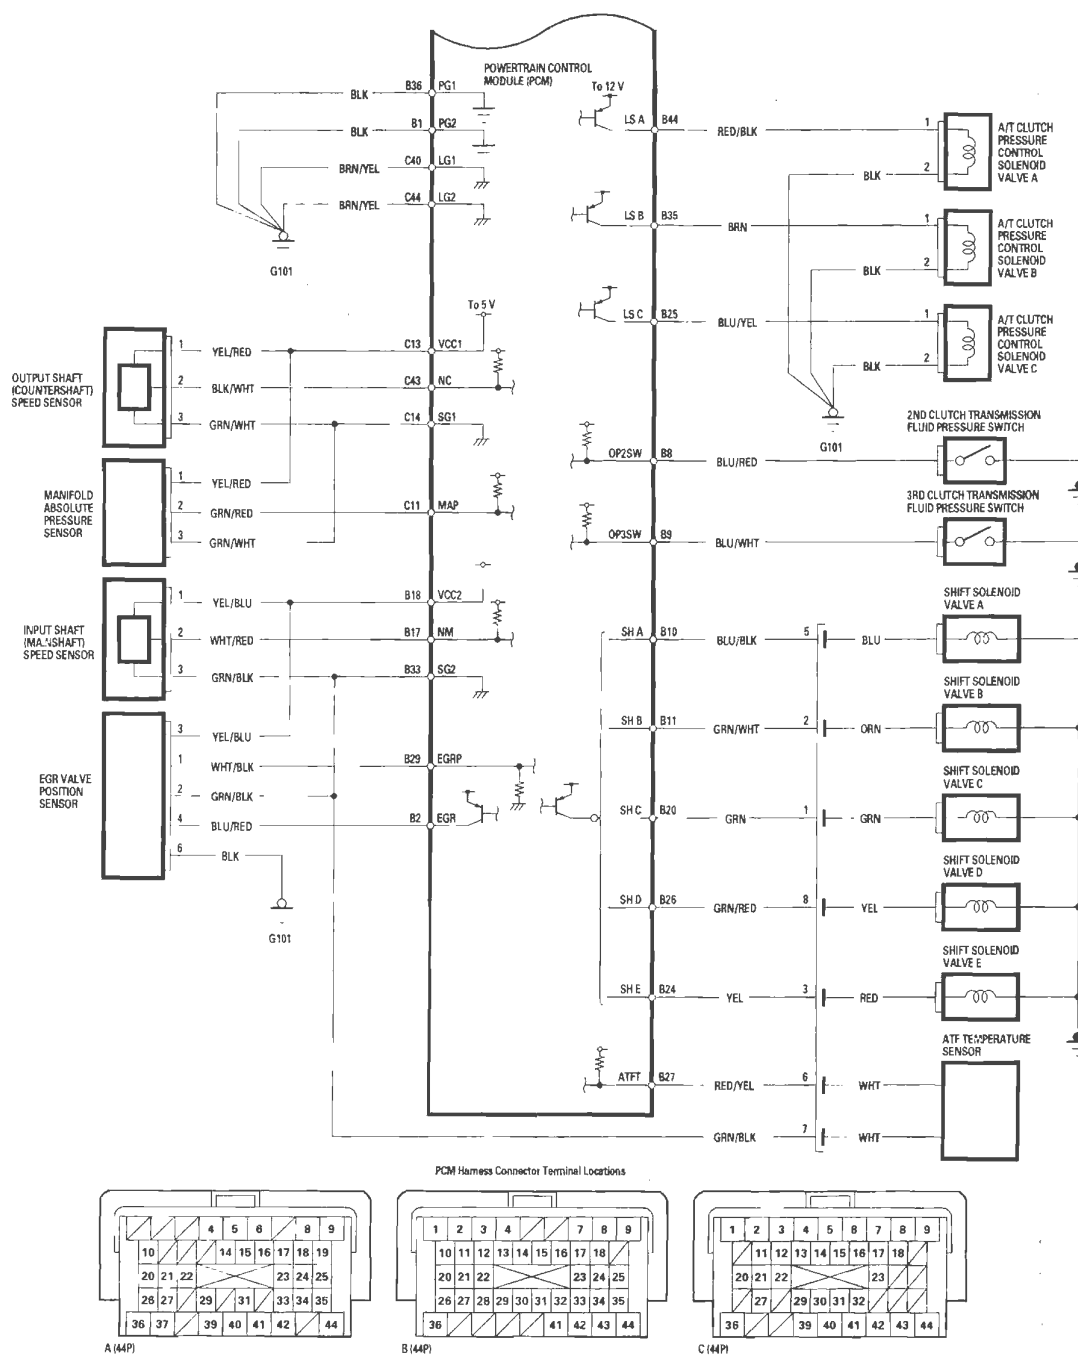 POWERTRAIN CONTROL
MODULE (PCM)
To 12 V
BLK B36 PG1
BLK B1 PG2
BRN/YEL C40 LG1
BRN/YEL C44 LG2
G101
LS A B44 RED/BLK 1
BLK 2
A/T CLUTCH
PRESSURE
CONTROL
SOLENOID
VALVE A
LS B B35 BRN 1
BLK 2
A/T CLUTCH
PRESSURE
CONTROL
SOLENOID
VALVE B
LS C B25 BLU/YEL 1
BLK 2
A/T CLUTCH
PRESSURE
CONTROL
SOLENOID
VALVE C
G101
To 5 V
OUTPUT SHAFT
(COUNTERSHAFT)
SPEED SENSOR
1 YEL/RED C13 VCC1
2 BLK/WHT C43 NC
3 GRN/WHT C14 SG1
MANIFOLD
ABSOLUTE
PRESSURE
SENSOR
1 YEL/RED
2 GRN/RED C11 MAP
3 GRN/WHT
2ND CLUTCH TRANSMISSION
FLUID PRESSURE SWITCH
OP2SW B8 BLU/RED
3RD CLUTCH TRANSMISSION
FLUID PRESSURE SWITCH
OP3SW B9 BLU/WHT
INPUT SHAFT
(MAINSHAFT)
SPEED SENSOR
1 YEL/BLU B18 VCC2
2 WHT/RED B17 NM
3 GRN/BLK B33 SG2
EGR VALVE
POSITION
SENSOR
3 YEL/BLU
1 WHT/BLK B29 EGRP
2 GRN/BLK
4 BLU/RED B2 EGR
6 BLK
G101
SHIFT SOLENOID
VALVE A
SH A B10 BLU/BLK 5 BLU
SHIFT SOLENOID
VALVE B
SH B B11 GRN/WHT 2 ORN
SHIFT SOLENOID
VALVE C
SH C B20 GRN 1 GRN
SHIFT SOLENOID
VALVE D
SH D B26 GRN/RED 8 YEL
SHIFT SOLENOID
VALVE E
SH E B24 YEL 3 RED
ATF TEMPERATURE
SENSOR
ATFT B27 RED/YEL 6 WHT
GRN/BLK 7 WHT
PCM Harness Connector Terminal Locations
4 5 6 8 9
10 14 15 16 17 18 19
20 21 22 23 24 25
26 27 29 31 33 34 35
36 37 39 40 41 42 44
A (44P)
1 2 3 4 7 8 9
10 11 12 13 14 15 16 17 18
20 21 22 23 24 25
26 27 28 29 30 31 32 33 34 35
36 41 42 43 44
B (44P)
1 2 3 4 5 6 7 8 9
11 12 13 14 15 16 17 18
20 21 22 23
27 29 30 31 32
36 39 40 41 42 43 44
C (44P)